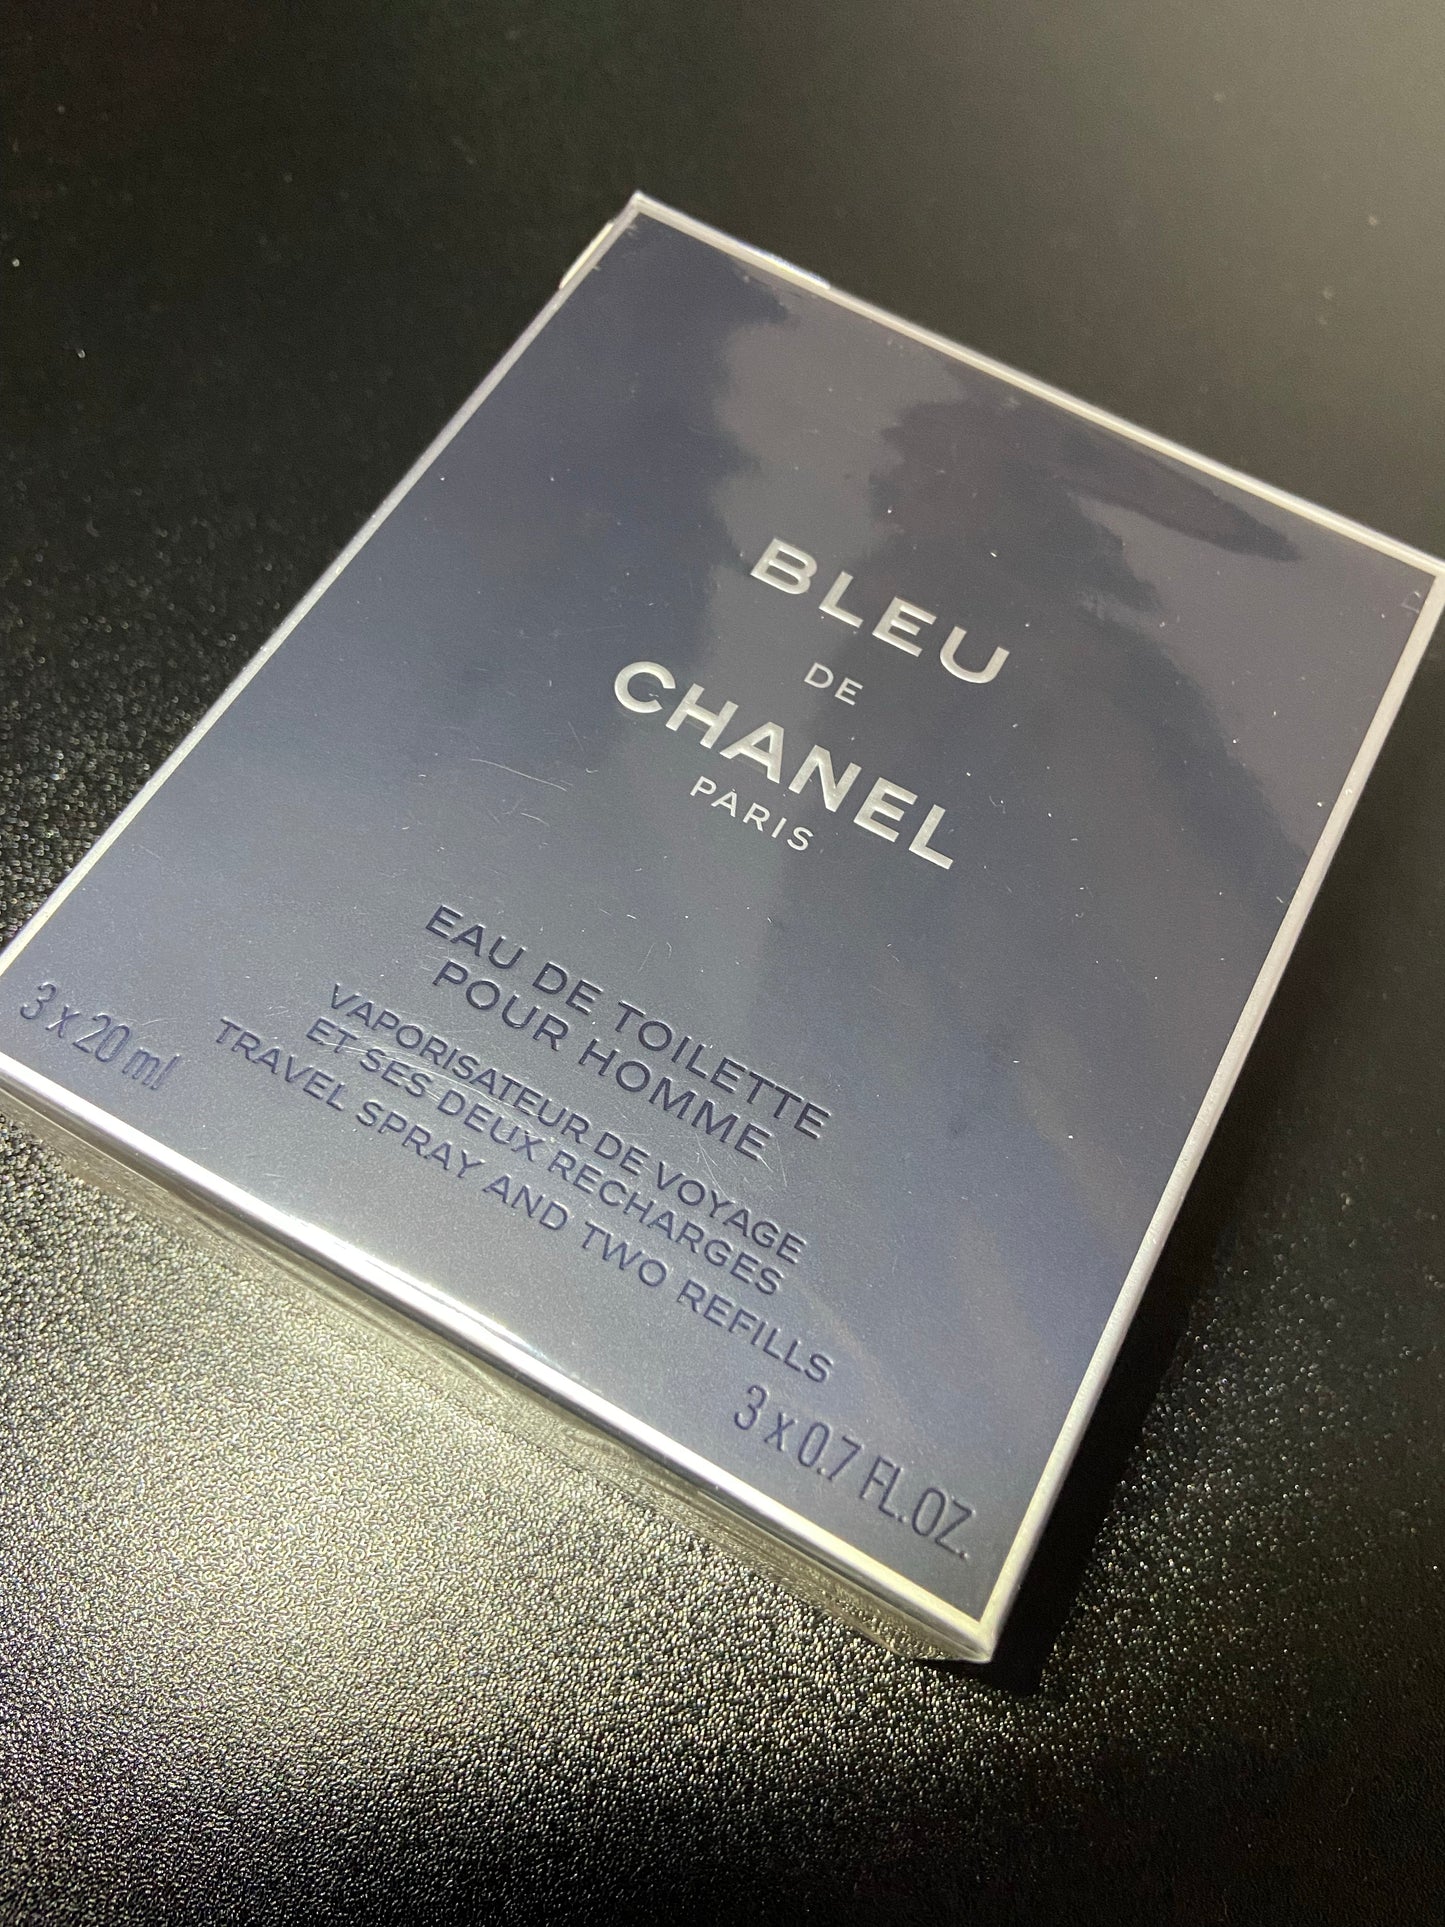 BLEU
DE
CHANEL
PARIS
EAU DE TOILETTE
POUR HOMME
VAPORISATEUR DE VOYAGE
ET SES DEUX RECHARGES
TRAVEL SPRAY AND TWO REFILLS
3 x 20 ml
3 x 0.7 FL.OZ.